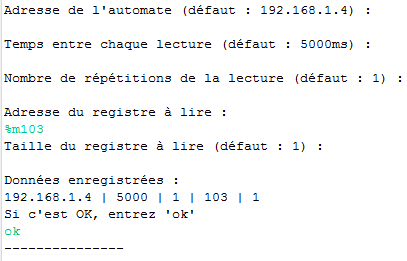 Adresse de l'automate (défaut : 192.168.1.4) :
Temps entre chaque lecture (défaut : 5000ms) :
Nombre de répétitions de la lecture (défaut : 1) :
Adresse du registre à lire :
%m103
Taille du registre à lire (défaut : 1) :
Données enregistrées :
192.168.1.4 | 5000 | 1 | 103 | 1
Si c'est OK, entrez 'ok'
ok
---------------